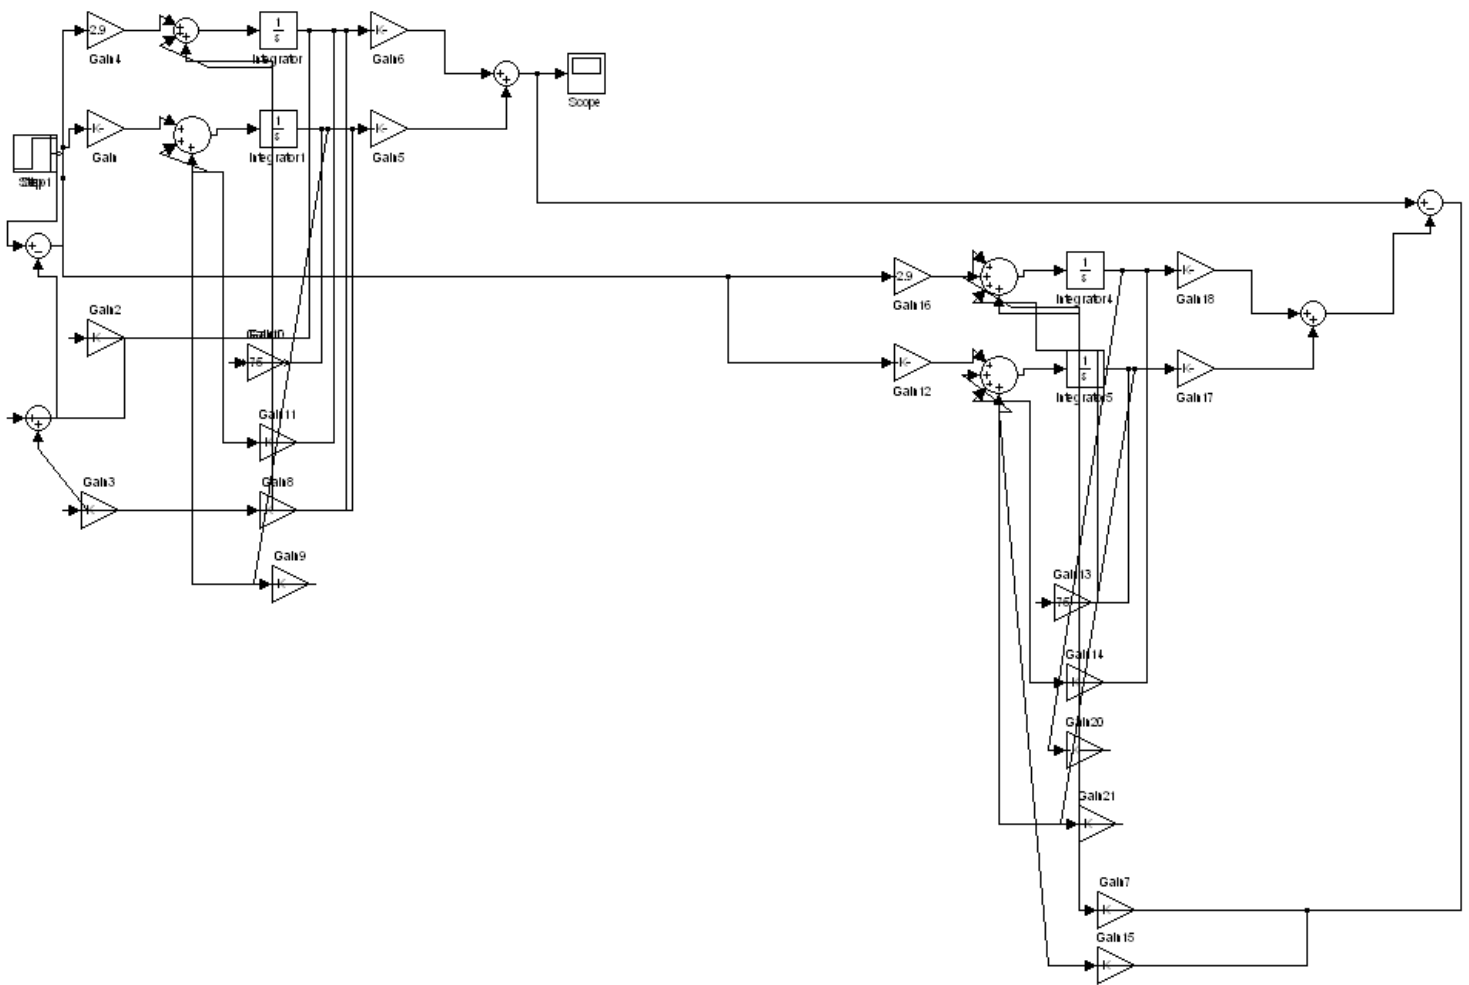 2.9
1
s
K-
Gain4
Integrator
Gain6
Scope
K-
1
s
K-
Gain
Integrator1
Gain5
2.9
1
s
K-
Gain16
Integrator4
Gain18
Gain2
K-
.75
K-
1
s
K-
Gain12
Integrator5
Gain17
Gain11
Gain3
Gain8
K-
Gain9
K-
Gain13
.75
Gain14
K-
Gain20
K-
Gain21
K-
Gain7
K-
Gain15
K-